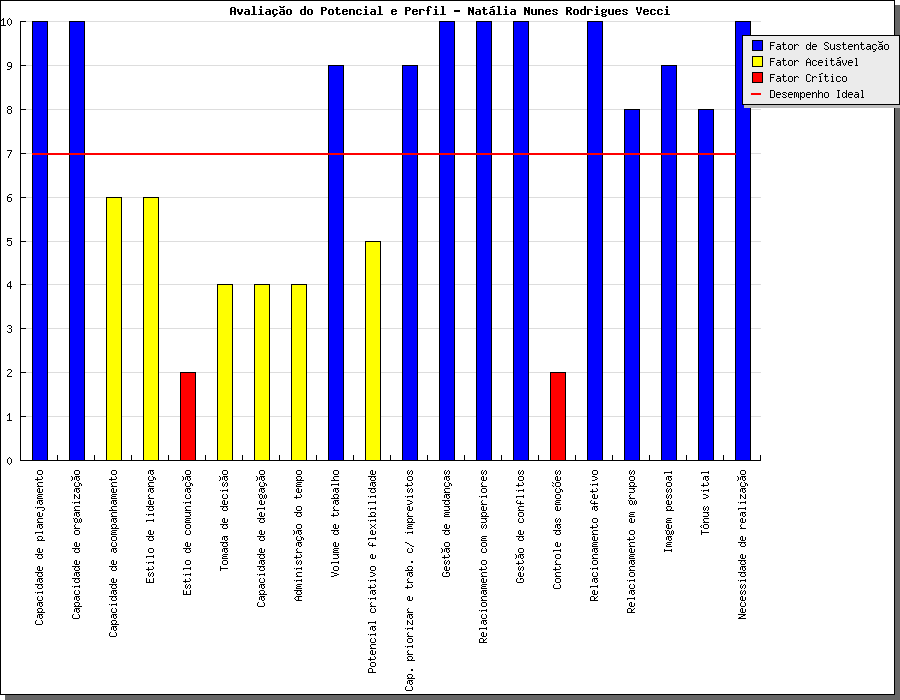 Avaliação do Potencial e Perfil - Natália Nunes Rodrigues Vecci
Fator de Sustentação
Fator Aceitável
Fator Crítico
Desempenho Ideal
10
9
8
7
6
5
4
3
2
1
0
Capacidade de planejamento
Capacidade de organização
Capacidade de acompanhamento
Estilo de liderança
Estilo de comunicação
Tomada de decisão
Capacidade de delegação
Administração do tempo
Volume de trabalho
Potencial criativo e flexibilidade
Cap. priorizar e trab. c/ imprevistos
Gestão de mudanças
Relacionamento com superiores
Gestão de conflitos
Controle das emoções
Relacionamento afetivo
Relacionamento em grupos
Imagem pessoal
Tônus vital
Necessidade de realização